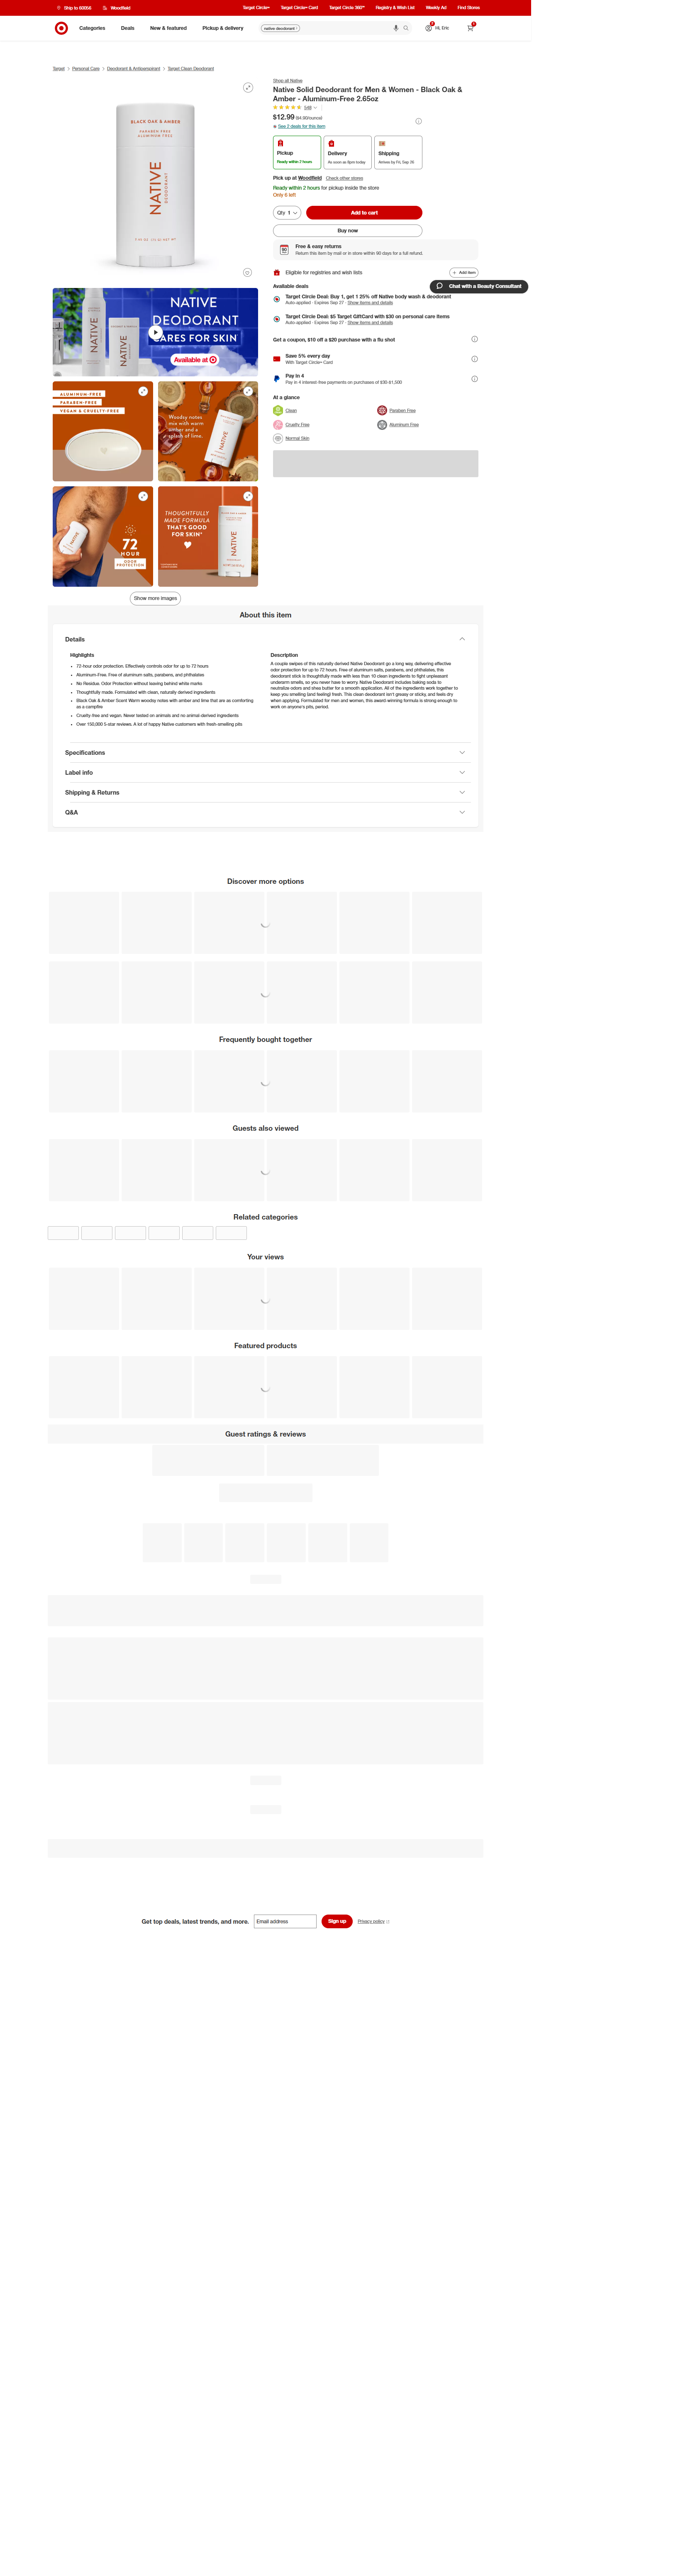 Ship to 60056
Woodfield
Target Circle™
Target Circle™ Card
Target Circle 360™
Registry & Wish List
Weekly Ad
Find Stores
Categories
Deals
New & featured
Pickup & delivery
native deodorant
Hi, Eric
Target
Personal Care
Deodorant & Antiperspirant
Target Clean Deodorant
BLACK OAK & AMBER
PARABEN FREE
ALUMINUM FREE
NATIVE
DEODORANT
Shop all Native
Native Solid Deodorant for Men & Women - Black Oak &
Amber - Aluminum-Free 2.65oz
549
$12.99 ($4.90/ounce)
See 2 deals for this item
Pickup
Ready within 2 hours
Delivery
As soon as 6pm today
Shipping
Pick up at Woodfield
Check other stores
Ready within 2 hours for pickup inside the store
Only 6 left
Qty 1
Add to cart
Buy now
90
Free & easy returns
Return this item by mail or in store within 90 days for a full refund.
Eligible for registries and wish lists
Add item
Chat with a Beauty Consultant
Available deals
Target Circle Deal: Buy 1, get 1 25% off Native body wash & deodorant
Auto-applied · Expires Sep 27 · Show items and details
Target Circle Deal: $5 Target GiftCard with $30 on personal care items
Auto-applied · Expires Sep 27 · Show items and details
Get a coupon, $10 off a $20 purchase with a flu shot
Save 5% every day
With Target Circle™ Card
Pay in 4
Pay in 4 interest-free payments on purchases of $30-$1,500
At a glance
Clean
Paraben Free
Cruelty Free
Aluminum Free
Normal Skin
NATIVE
DEODORANT
CARES FOR SKIN
Available at
ALUMINUM-FREE
PARABEN-FREE
VEGAN & CRUELTY-FREE
Woodsy notes
mix with warm
amber and a
splash of lime.
NATIVE
72
HOUR
ODOR
PROTECTION
THOUGHTFULLY
MADE FORMULA
THAT'S GOOD
FOR SKIN*
NATIVE
Show more images
About this item
Details
Highlights
72-hour odor protection. Effectively controls odor for up to 72 hours
Aluminum-Free. Free of aluminum salts, parabens, and phthalates
No Residue. Odor Protection without leaving behind white marks
Thoughtfully made. Formulated with clean, naturally derived ingredients
Black Oak & Amber Scent Warm woodsy notes with amber and lime that are as comforting
as a campfire
Cruelty-free and vegan. Never tested on animals and no animal-derived ingredients
Over 150,000 5-star reviews. A lot of happy Native customers with fresh-smelling pits
Description
A couple swipes of this naturally derived Native Deodorant go a long way, delivering effective
odor protection for up to 72 hours. Free of aluminum salts, parabens, and phthalates, this
deodorant stick is thoughtfully made with less than 10 clean ingredients to fight unpleasant
underarm smells, so you never have to worry. Native Deodorant includes baking soda to
neutralize odors and shea butter for a smooth application. All of the ingredients work together to
keep you smelling (and feeling) fresh. This clean deodorant isn't greasy or sticky, and feels dry
when applying. Formulated for men and women, this award winning formula is strong enough to
work on anyone's pits, period.
Specifications
Label info
Shipping & Returns
Q&A
Discover more options
Frequently bought together
Guests also viewed
Related categories
Your views
Featured products
Guest ratings & reviews
Get top deals, latest trends, and more.
Email address
Sign up
Privacy policy